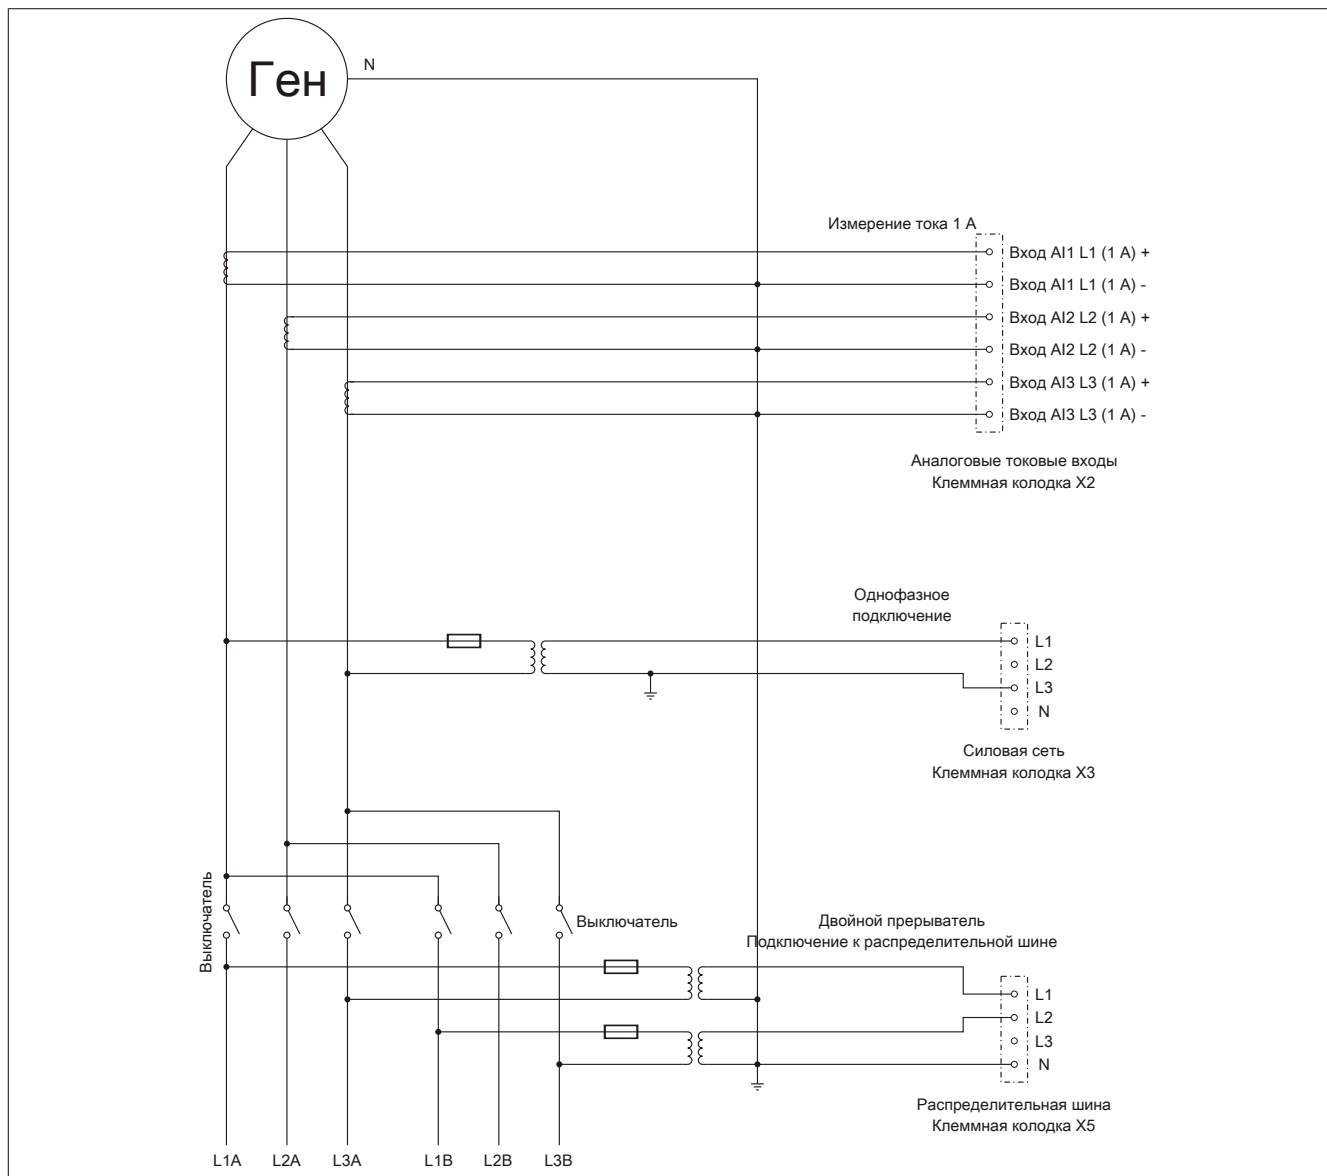 Ген
N
Измерение тока 1 А
Вход AI1 L1 (1 А) +
Вход AI1 L1 (1 А) -
Вход AI2 L2 (1 А) +
Вход AI2 L2 (1 А) -
Вход AI3 L3 (1 А) +
Вход AI3 L3 (1 А) -
Аналоговые токовые входы
Клеммная колодка X2
Однофазное
подключение
L1
L2
L3
N
Силовая сеть
Клеммная колодка X3
Выключатель
Выключатель
Двойной прерыватель
Подключение к распределительной шине
L1
L2
L3
N
Распределительная шина
Клеммная колодка X5
L1A
L2A
L3A
L1B
L2B
L3B